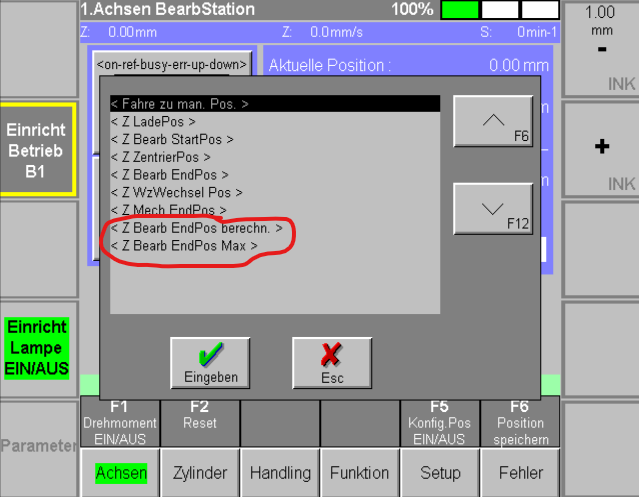 1.Achsen BearbStation
100%
1.00
mm
-
INK
Z: 0.00mm
Z: 0.0mm/s
S: 0min-1
<on-ref-busy-err-up-down>
Aktuelle Position :
0.00 mm
< Fahre zu man. Pos. >
< Z LadePos >
< Z Bearb StartPos >
< Z ZentrierPos >
< Z Bearb EndPos >
< Z WzWechsel Pos >
< Z Mech EndPos >
< Z Bearb EndPos berechn. >
< Z Bearb EndPos Max >
F6
F12
Eingeben
Esc
Einricht
Betrieb
B1
+
INK
Einricht
Lampe
EIN/AUS
Parameter
F1
Drehmoment
EIN/AUS
F2
Reset
F5
Konfig.Pos
EIN/AUS
F6
Position
speichern
Achsen
Zylinder
Handling
Funktion
Setup
Fehler